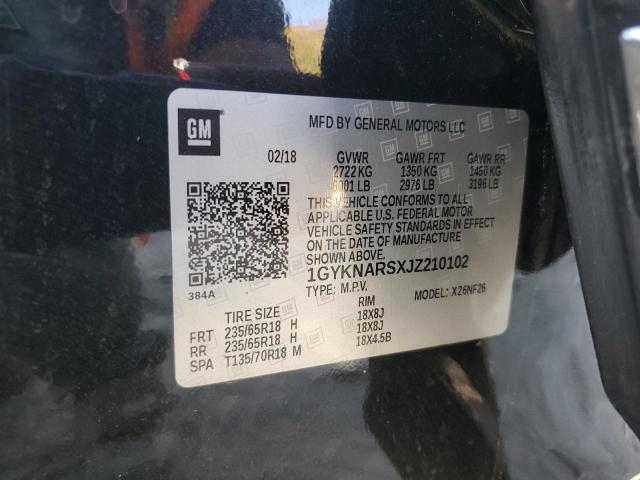 GM
MFD BY GENERAL MOTORS LLC
02/18 GVWR GAWR FRT GAWR RR
2722 KG 1350 KG 1450 KG
6001 LB 2976 LB 3196 LB
THIS VEHICLE CONFORMS TO ALL
APPLICABLE U.S. FEDERAL MOTOR
VEHICLE SAFETY STANDARDS IN EFFECT
ON THE DATE OF MANUFACTURE
SHOWN ABOVE.
1GYKNARSXJZ210102
384A
TYPE: M.P.V. MODEL: X26NF26
TIRE SIZE RIM
FRT 235/65R18 H 18X8J
RR 235/65R18 H 18X8J
SPA T135/70R18 M 18X4.5B